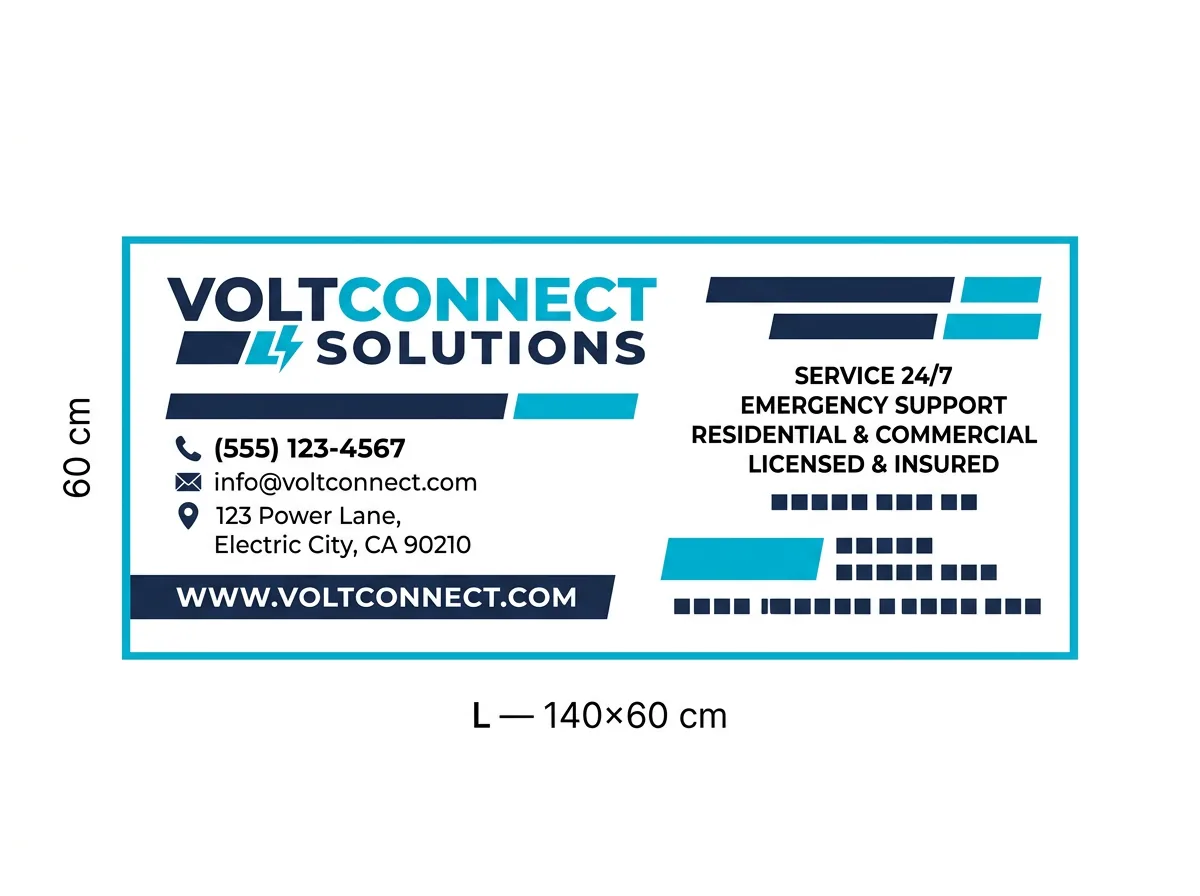 VOLTCONNECT
SOLUTIONS
(555) 123-4567
info@voltconnect.com
123 Power Lane,
Electric City, CA 90210
WWW.VOLTCONNECT.COM
SERVICE 24/7
EMERGENCY SUPPORT
RESIDENTIAL & COMMERCIAL
LICENSED & INSURED
60 cm
L — 140×60 cm